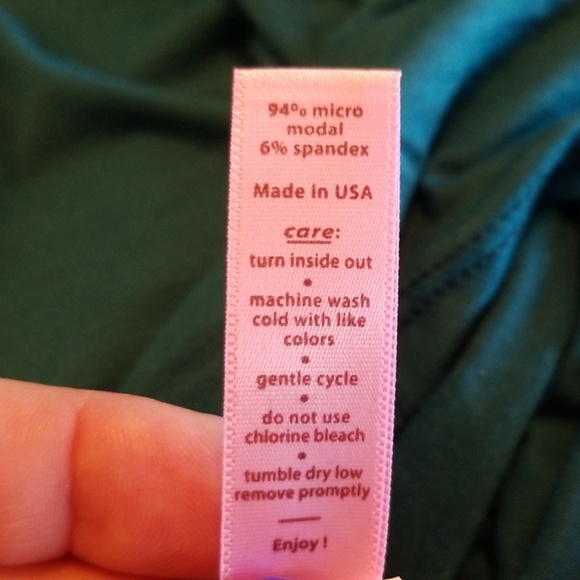 94% micro
modal
6% spandex
Made in USA
care:
turn inside out
•
machine wash
cold with like
colors
•
gentle cycle
•
do not use
chlorine bleach
•
tumble dry low
remove promptly
Enjoy!